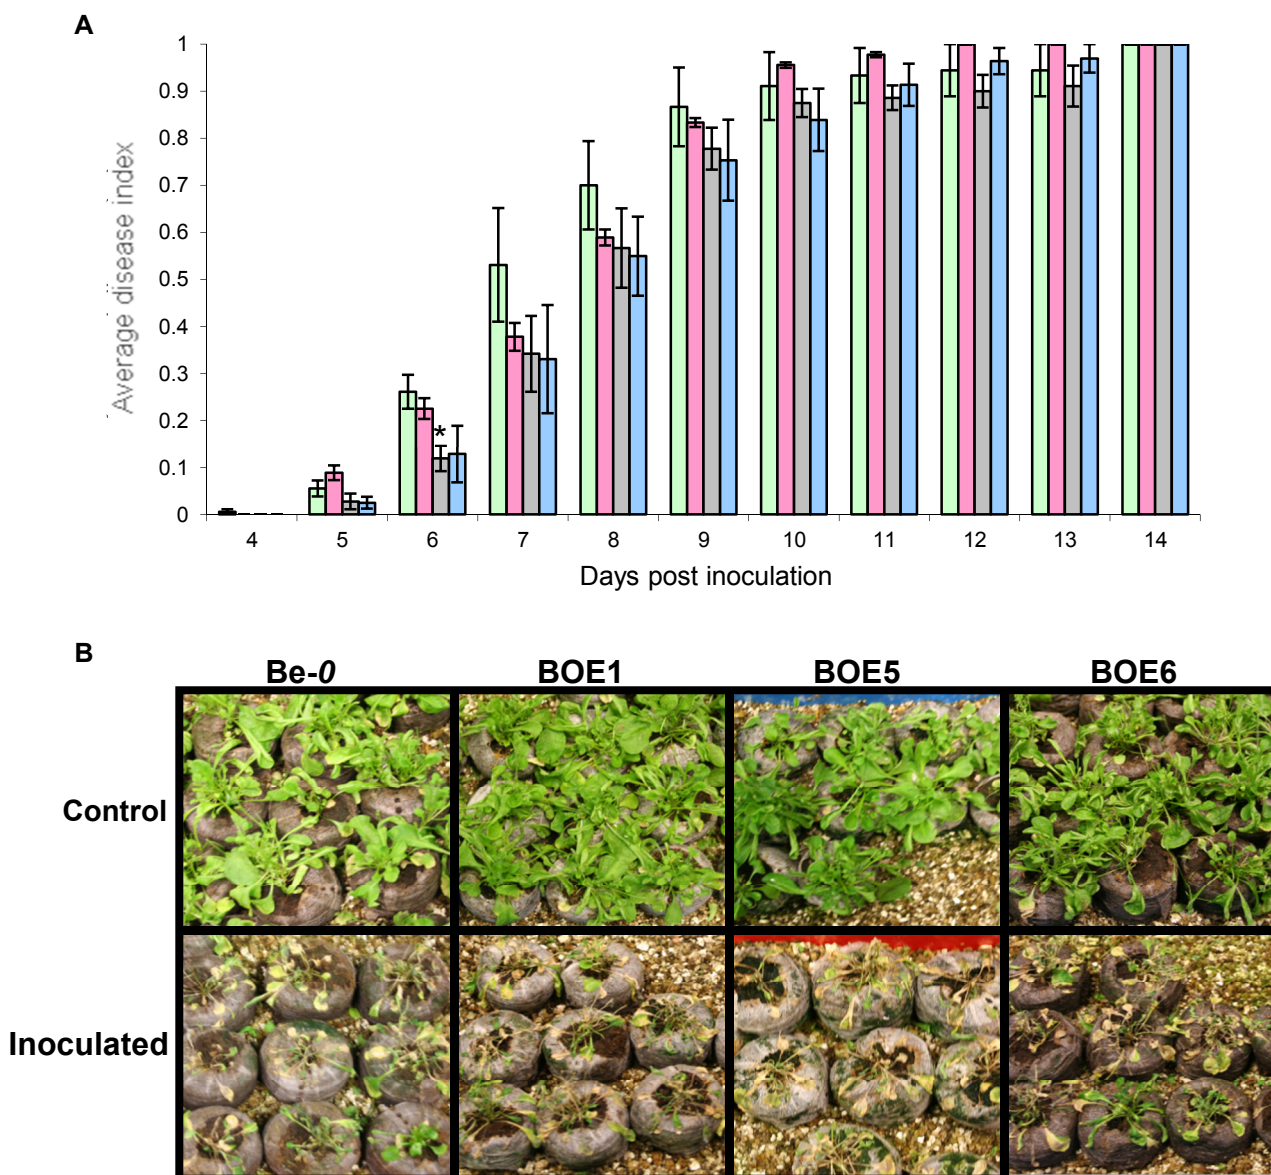 A
1
0.9
0.8
0.7
0.6
0.5
0.4
0.3
0.2
0.1
0
Average disease index
*
4 5 6 7 8 9 10 11 12 13 14
Days post inoculation
B
Be-0 BOE1 BOE5 BOE6
Control
Inoculated